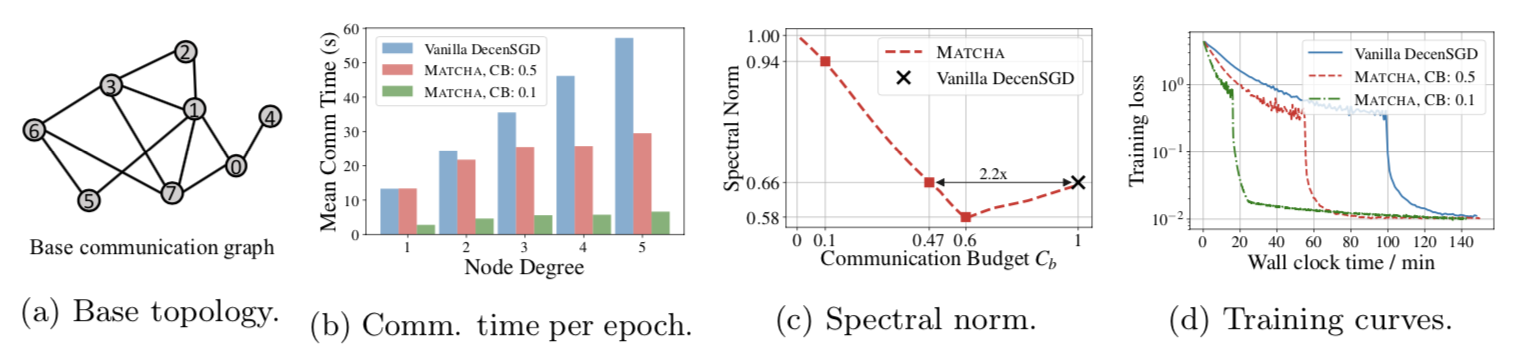 2
3
1
4
6
0
5
7
Base communication graph
(a) Base topology.
Mean Comm Time (s)
60
50
40
30
20
10
0
Vanilla DecenSGD
MATCHA, CB: 0.5
MATCHA, CB: 0.1
1 2 3 4 5
Node Degree
(b) Comm. time per epoch.
Spectral Norm
1.00
0.94
0.66
0.58
MATCHA
Vanilla DecenSGD
2.2x
0 0.1 0.47 0.6 1
Communication Budget C_b
(c) Spectral norm.
Training loss
10⁰
10⁻¹
10⁻²
Vanilla DecenSGD
MATCHA, CB: 0.5
MATCHA, CB: 0.1
0 20 40 60 80 100 120 140
Wall clock time / min
(d) Training curves.